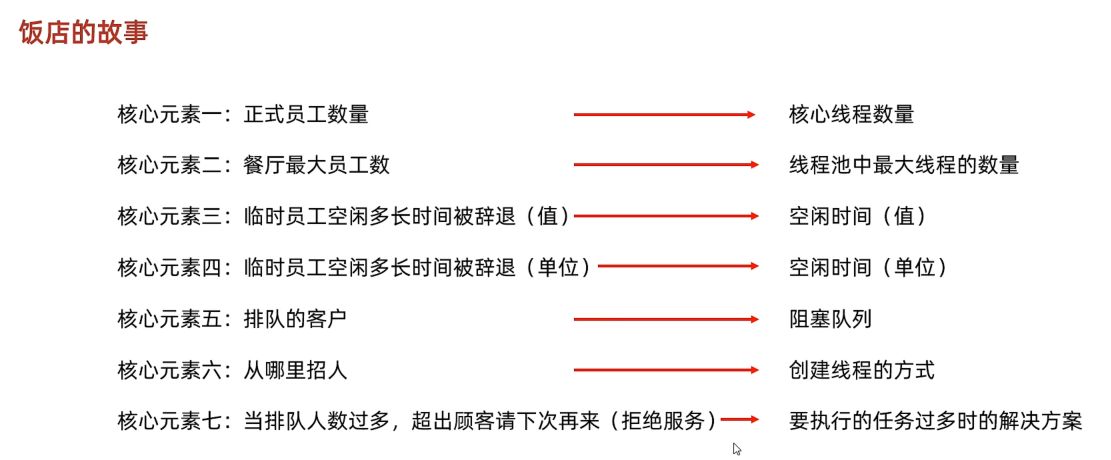 饭店的故事
核心元素一：正式员工数量 核心线程数量
核心元素二：餐厅最大员工数 线程池中最大线程的数量
核心元素三：临时员工空闲多长时间被辞退（值） 空闲时间（值）
核心元素四：临时员工空闲多长时间被辞退（单位） 空闲时间（单位）
核心元素五：排队的客户 阻塞队列
核心元素六：从哪里招人 创建线程的方式
核心元素七：当排队人数过多，超出顾客请下次再来（拒绝服务） 要执行的任务过多时的解决方案